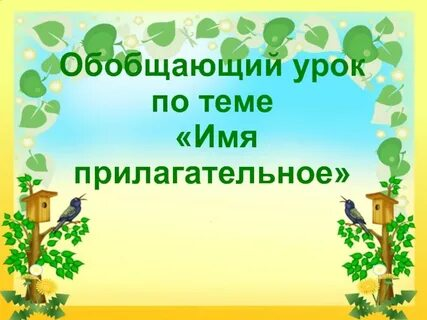 Обобщающий урок
по теме
«Имя
прилагательное»